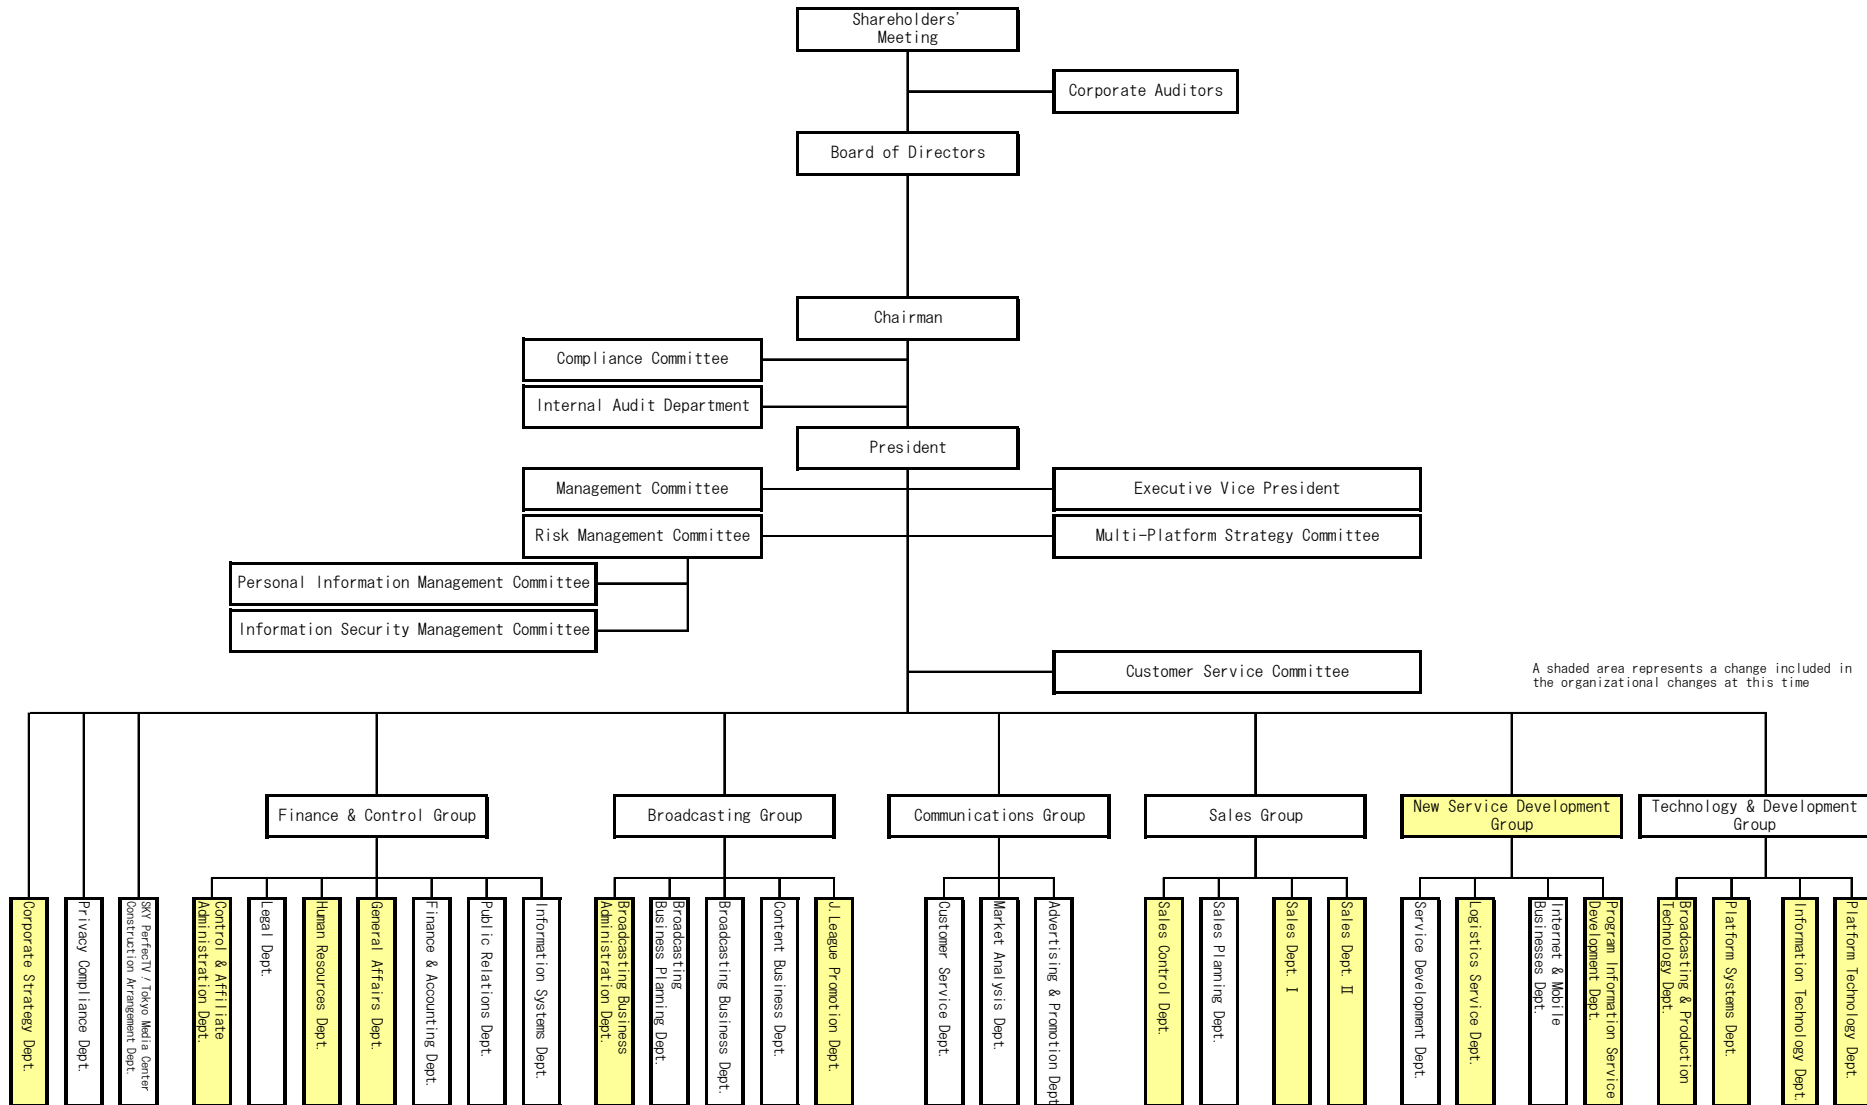 Shareholders'
Meeting
Corporate Auditors
Board of Directors
Chairman
Compliance Committee
Internal Audit Department
President
Management Committee
Executive Vice President
Risk Management Committee
Multi-Platform Strategy Committee
Personal Information Management Committee
Information Security Management Committee
Customer Service Committee
A shaded area represents a change included in
the organizational changes at this time
Finance & Control Group
Broadcasting Group
Communications Group
Sales Group
New Service Development
Group
Technology & Development
Group
Corporate Strategy Dept.
Privacy Compliance Dept.
SKY PerfecTV / Tokyo Media Center
Construction Arrangement Dept.
Control & Affiliate
Administration Dept.
Legal Dept.
Human Resources Dept.
General Affairs Dept.
Finance & Accounting Dept.
Public Relations Dept.
Information Systems Dept.
Broadcasting Business
Administration Dept.
Broadcasting
Business Planning Dept.
Broadcasting Business Dept.
Content Business Dept.
J.League Promotion Dept.
Customer Service Dept.
Market Analysis Dept.
Advertising & Promotion Dept
Sales Control Dept.
Sales Planning Dept.
Sales Dept. I
Sales Dept. II
Service Development Dept.
Logistics Service Dept.
Internet & Mobile
Businesses Dept.
Program Information Service
Development Dept.
Broadcasting & Production
Technology Dept.
Platform Systems Dept.
Information Technology Dept.
Platform Technology Dept.